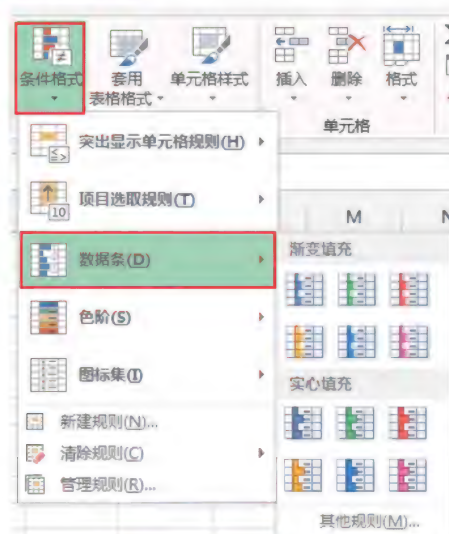 条件格式 套用
表格格式 单元格样式 插入 删除 格式
单元格
突出显示单元格规则(H)
10 项目选取规则(T)
M N
数据条(D)
渐变填充
色阶(S)
图标集(I)
实心填充
新建规则(N)...
清除规则(C)
管理规则(R)...
其他规则(M)...